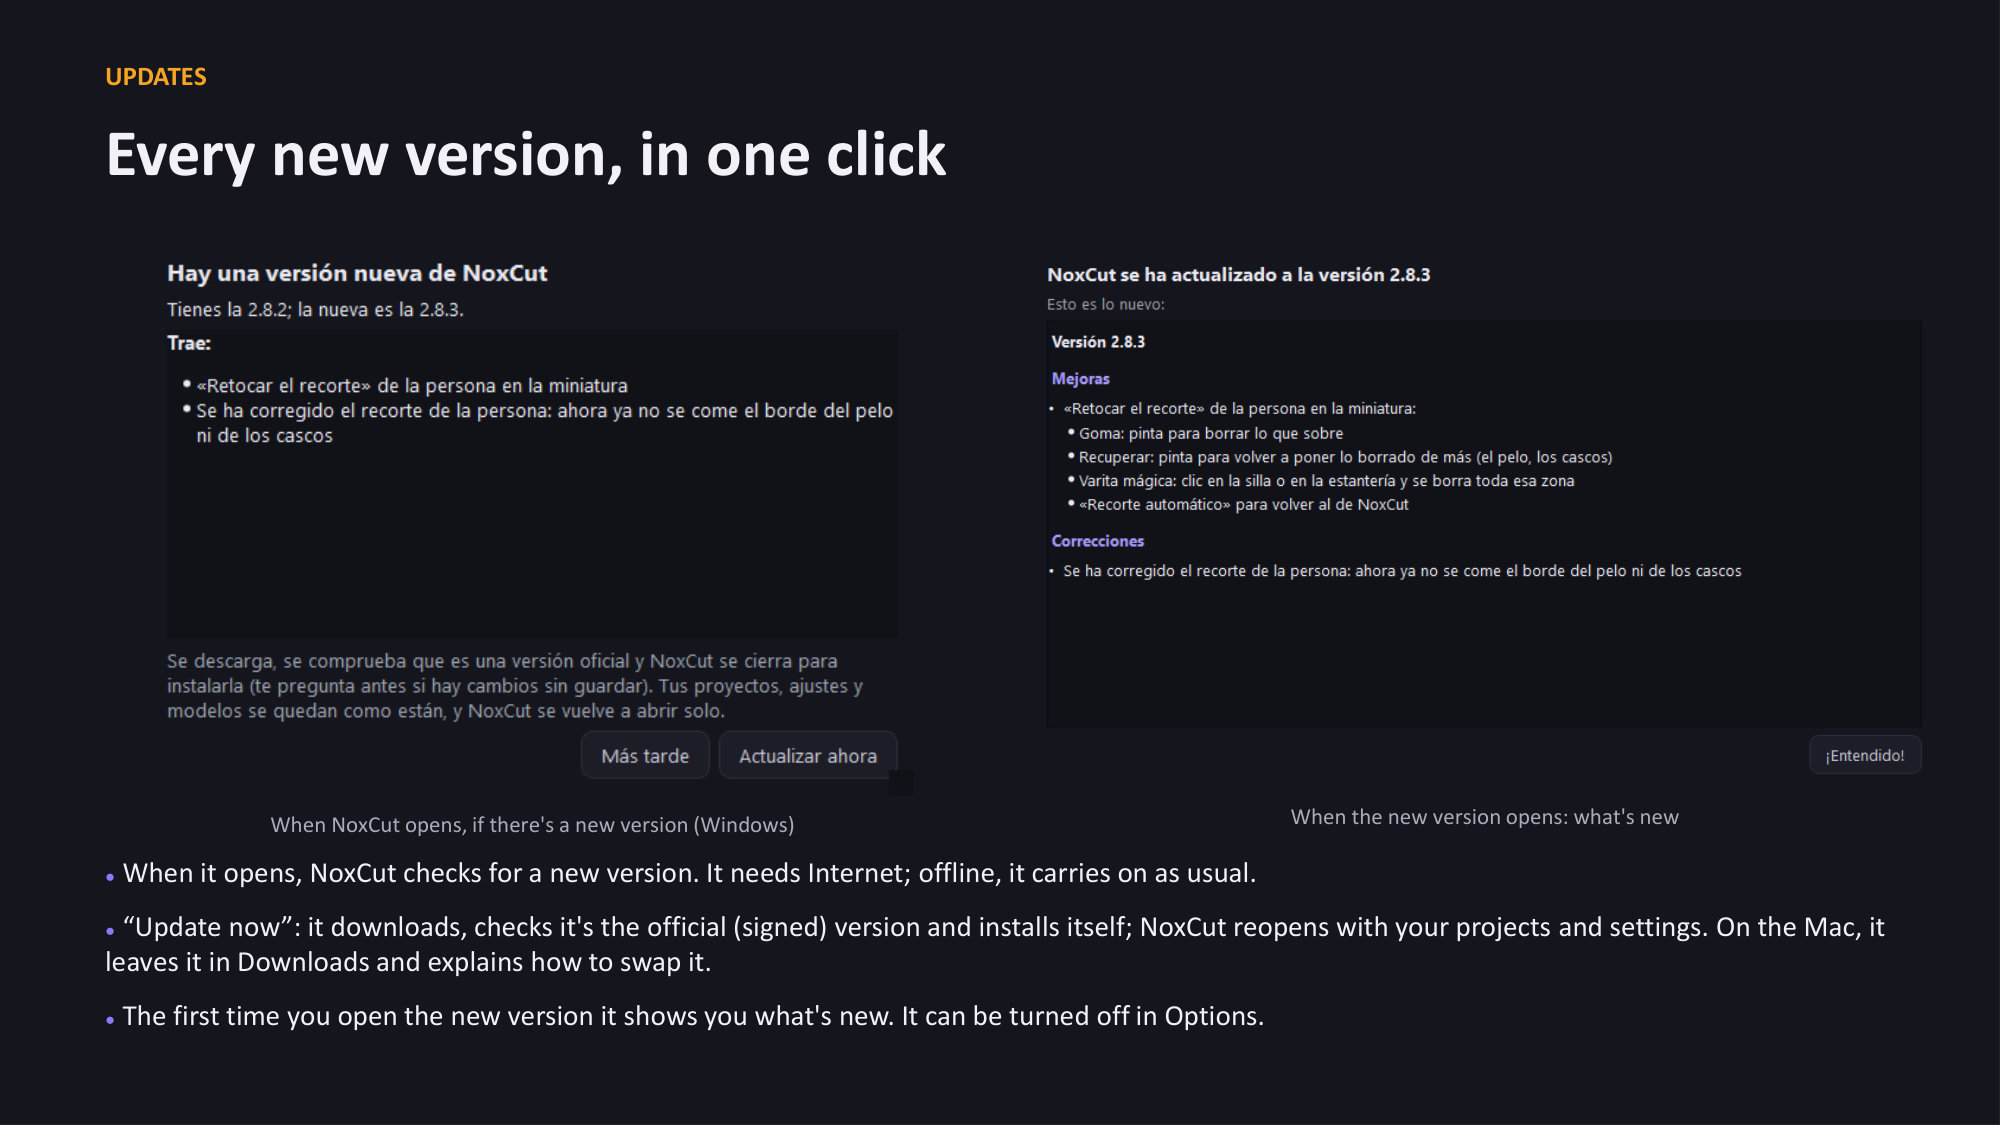 UPDATES
Every new version, in one click
Hay una versión nueva de NoxCut
Tienes la 2.8.2; la nueva es la 2.8.3.
Trae:
• «Retocar el recorte» de la persona en la miniatura
• Se ha corregido el recorte de la persona: ahora ya no se come el borde del pelo
ni de los cascos
Se descarga, se comprueba que es una versión oficial y NoxCut se cierra para
instalarla (te pregunta antes si hay cambios sin guardar). Tus proyectos, ajustes y
modelos se quedan como están, y NoxCut se vuelve a abrir solo.
Más tarde
Actualizar ahora
When NoxCut opens, if there's a new version (Windows)
NoxCut se ha actualizado a la versión 2.8.3
Esto es lo nuevo:
Versión 2.8.3
Mejoras
• «Retocar el recorte» de la persona en la miniatura:
• Goma: pinta para borrar lo que sobre
• Recuperar: pinta para volver a poner lo borrado de más (el pelo, los cascos)
• Varita mágica: clic en la silla o en la estantería y se borra toda esa zona
• «Recorte automático» para volver al de NoxCut
Correcciones
• Se ha corregido el recorte de la persona: ahora ya no se come el borde del pelo ni de los cascos
¡Entendido!
When the new version opens: what's new
• When it opens, NoxCut checks for a new version. It needs Internet; offline, it carries on as usual.
• “Update now”: it downloads, checks it's the official (signed) version and installs itself; NoxCut reopens with your projects and settings. On the Mac, it
leaves it in Downloads and explains how to swap it.
• The first time you open the new version it shows you what's new. It can be turned off in Options.